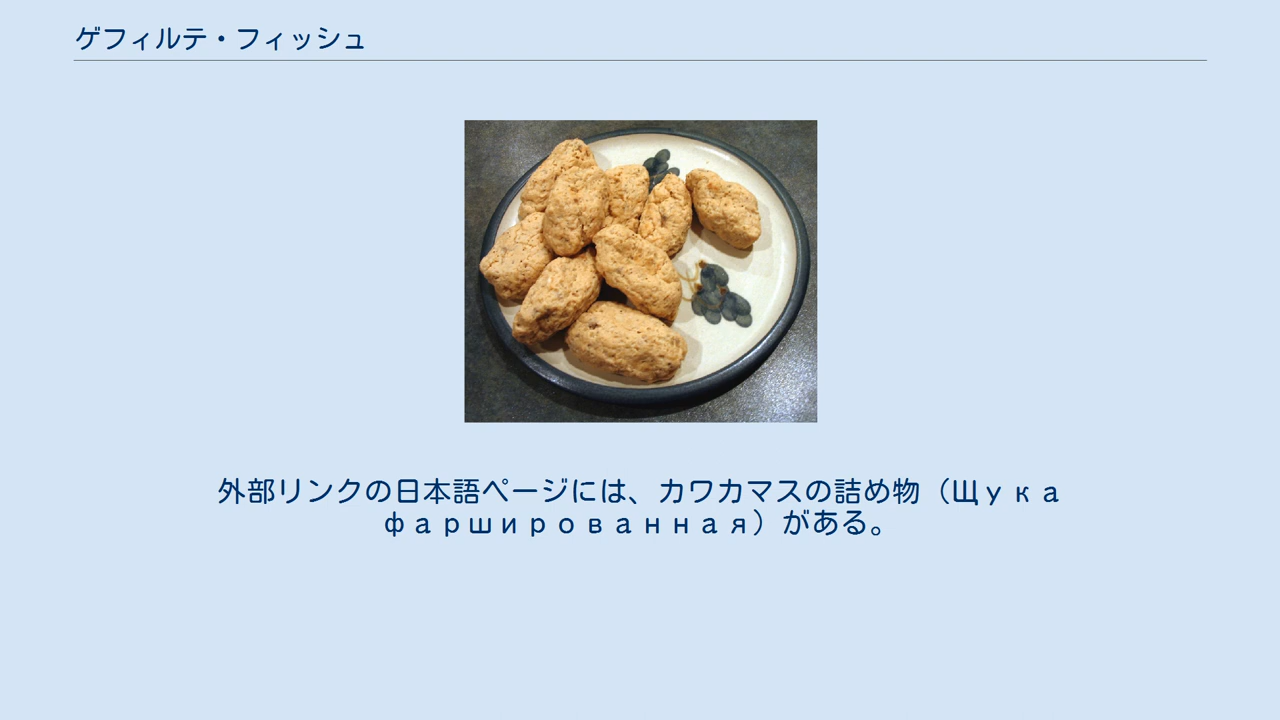 ゲフィルテ・フィッシュ
外部リンクの日本語ページには、カワカマスの詰め物（Щука
фаршированная）がある。